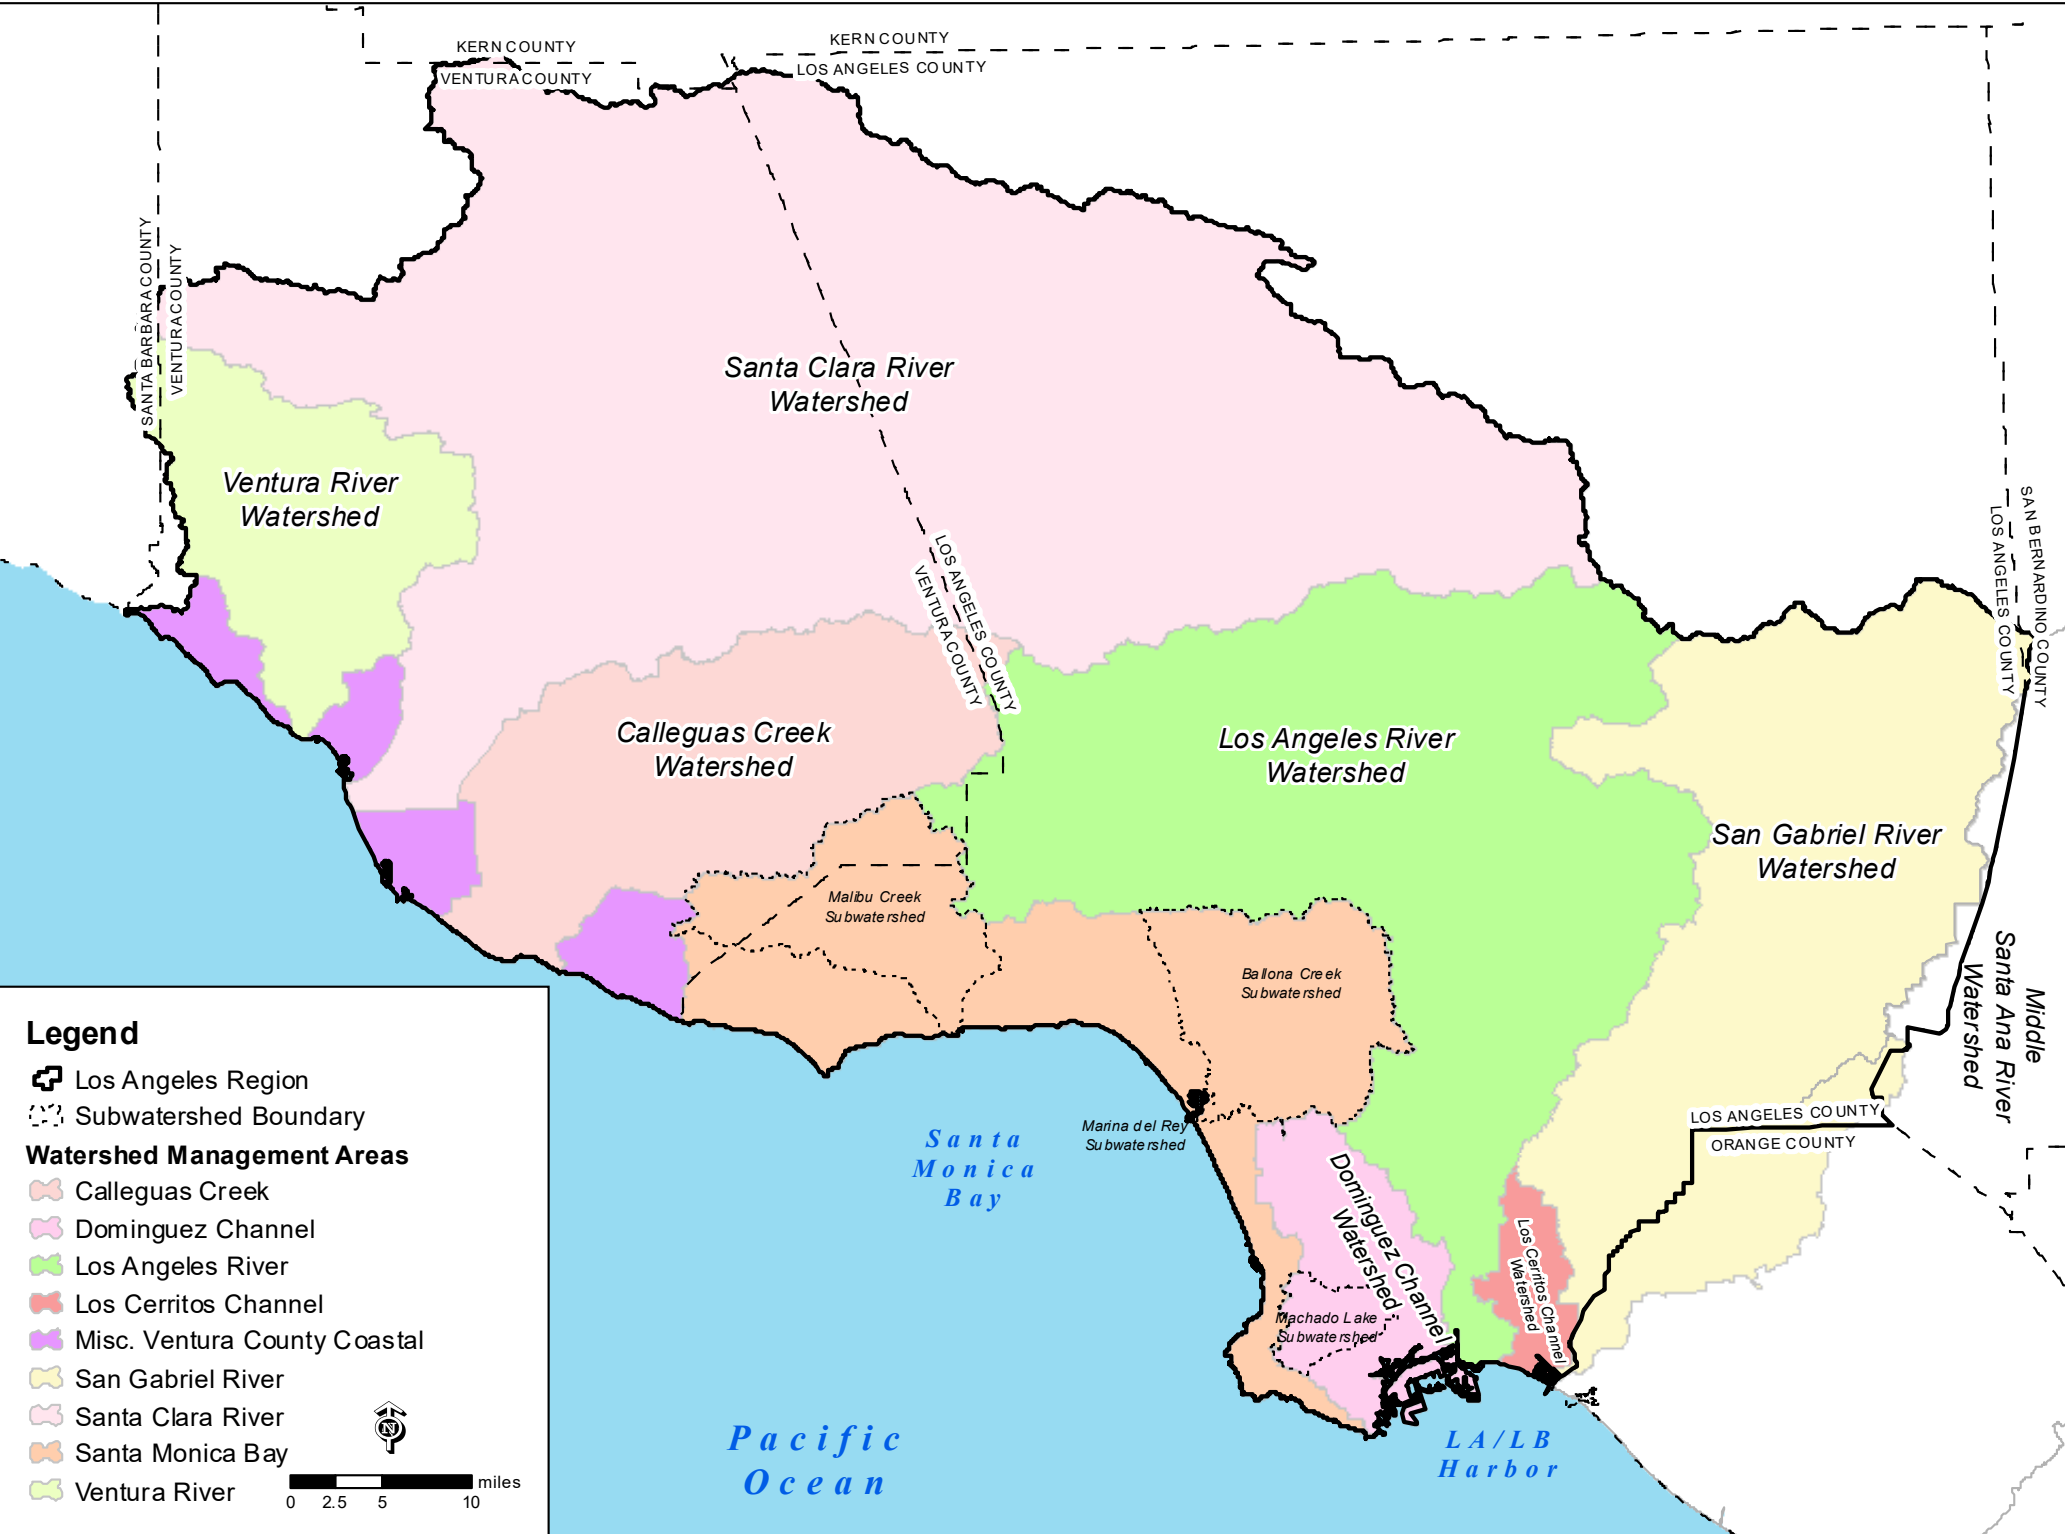 KERN COUNTY
VENTURA COUNTY
KERN COUNTY
LOS ANGELES COUNTY
SANTA BARBARA COUNTY
VENTURA COUNTY
Santa Clara River
Watershed
Ventura River
Watershed
LOS ANGELES COUNTY
VENTURA COUNTY
SAN BERNARDINO COUNTY
LOS ANGELES COUNTY
Calleguas Creek
Watershed
Los Angeles River
Watershed
San Gabriel River
Watershed
Malibu Creek
Subwatershed
Ballona Creek
Subwatershed
Middle
Santa Ana River
Watershed
Marina del Rey
Subwatershed
LOS ANGELES COUNTY
ORANGE COUNTY
Santa
Monica
Bay
Dominguez Channel
Watershed
Los Cerritos Channel
Watershed
Machado Lake
Subwatershed
Pacific
Ocean
LA/LB
Harbor
Legend
Los Angeles Region
Subwatershed Boundary
Watershed Management Areas
Calleguas Creek
Dominguez Channel
Los Angeles River
Los Cerritos Channel
Misc. Ventura County Coastal
San Gabriel River
Santa Clara River
Santa Monica Bay
Ventura River
N
miles
0 2.5 5 10